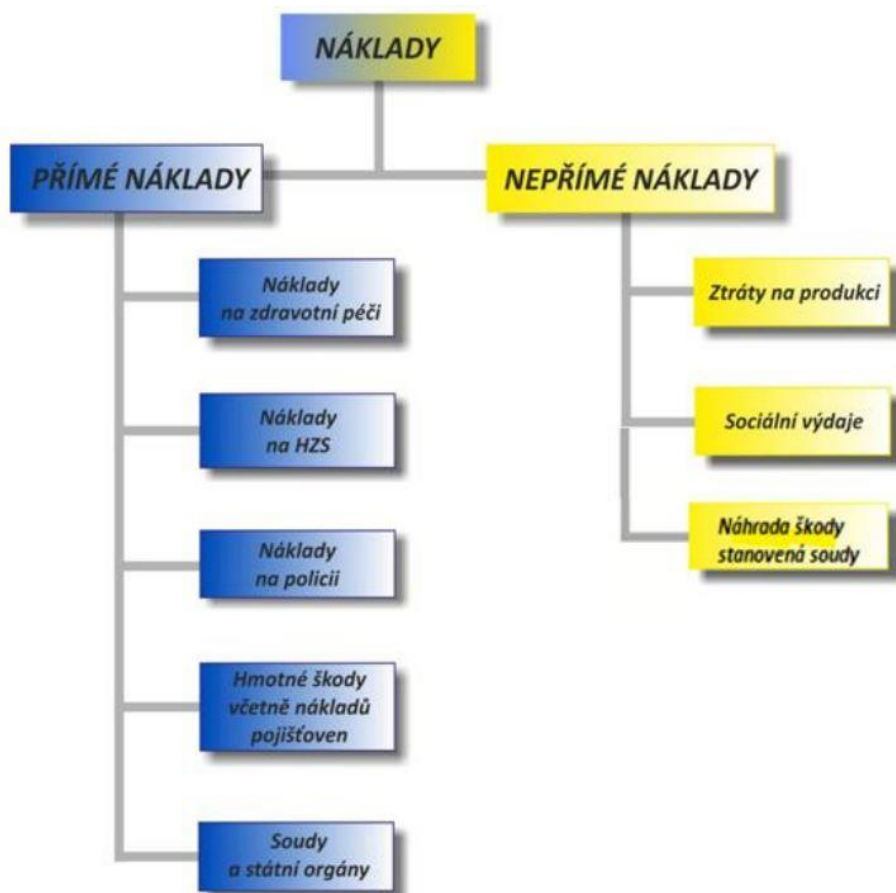 NÁKLADY
PŘÍMÉ NÁKLADY
NEPŘÍMÉ NÁKLADY
Náklady
na zdravotní péči
Náklady
na HZS
Náklady
na policii
Hmotné škody
včetně nákladů
pojišťoven
Soudy
a státní orgány
Ztráty na produkci
Sociální výdaje
Náhrada škody
stanovená soudy